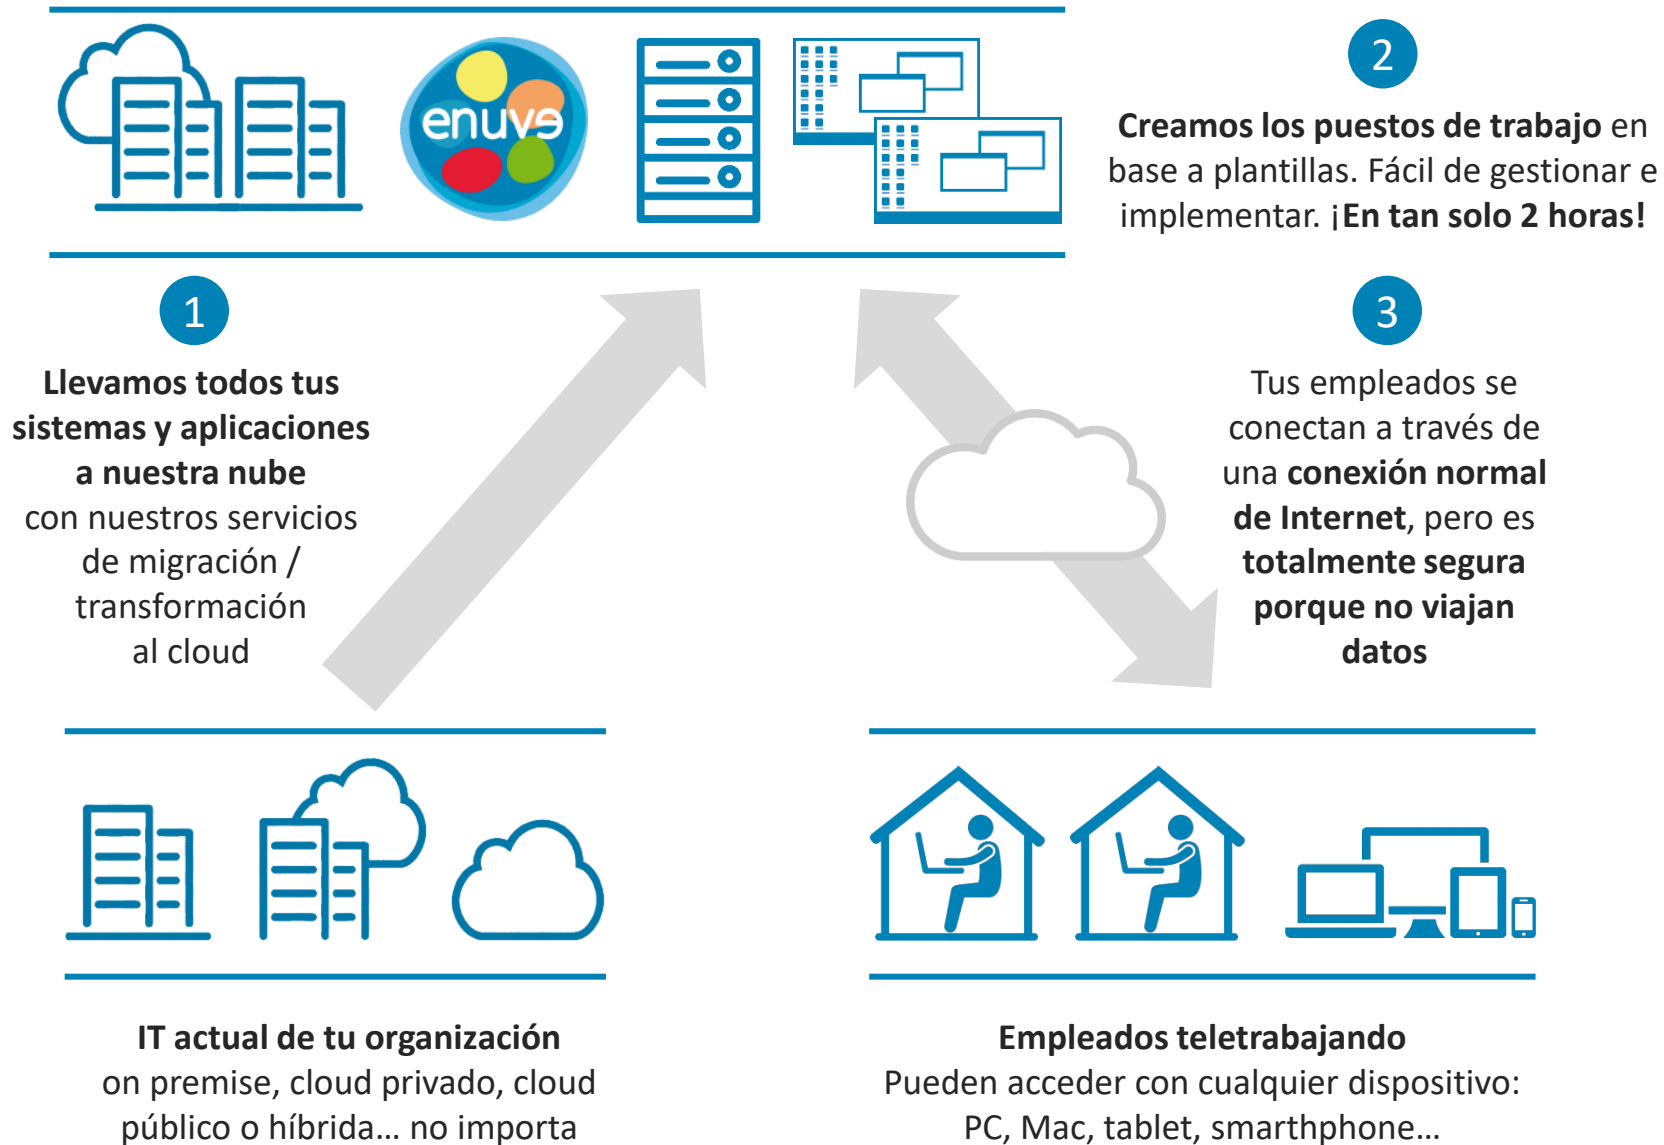 enuve
2
Creamos los puestos de trabajo en
base a plantillas. Fácil de gestionar e
implementar. ¡En tan solo 2 horas!
1
Llevamos todos tus
sistemas y aplicaciones
a nuestra nube
con nuestros servicios
de migración /
transformación
al cloud
3
Tus empleados se
conectan a través de
una conexión normal
de Internet, pero es
totalmente segura
porque no viajan
datos
IT actual de tu organización
on premise, cloud privado, cloud
público o híbrida... no importa
Empleados teletrabajando
Pueden acceder con cualquier dispositivo:
PC, Mac, tablet, smarthphone...